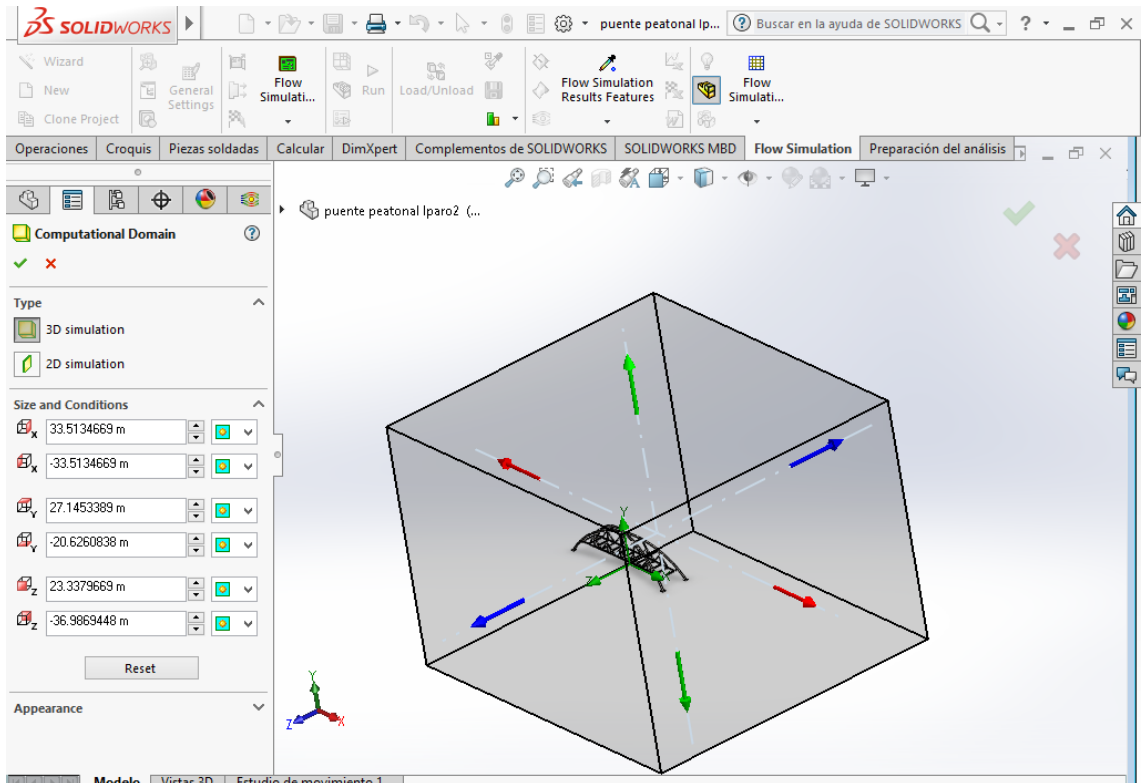 SOLIDWORKS
puente peatonal lp...
Buscar en la ayuda de SOLIDWORKS
?
Wizard
New
Clone Project
General
Settings
Flow
Simulati...
Run
Load/Unload
Flow Simulation
Results Features
Flow
Simulati...
Operaciones
Croquis
Piezas soldadas
Calcular
DimXpert
Complementos de SOLIDWORKS
SOLIDWORKS MBD
Flow Simulation
Preparación del análisis
puente peatonal lparo2 (...
Computational Domain
?
Type
3D simulation
2D simulation
Size and Conditions
X 33.5134669 m
X -33.5134669 m
Y 27.1453389 m
Y -20.6260838 m
Z 23.3379669 m
Z -36.9869448 m
Reset
Appearance
Y
Z
Y
Z
X
Modelo
Vistas 3D
Estudio de movimiento 1